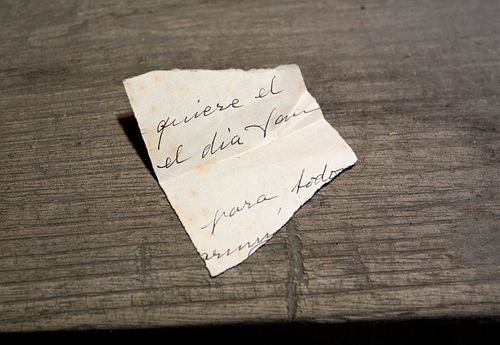 quiere el
el dia
para todo